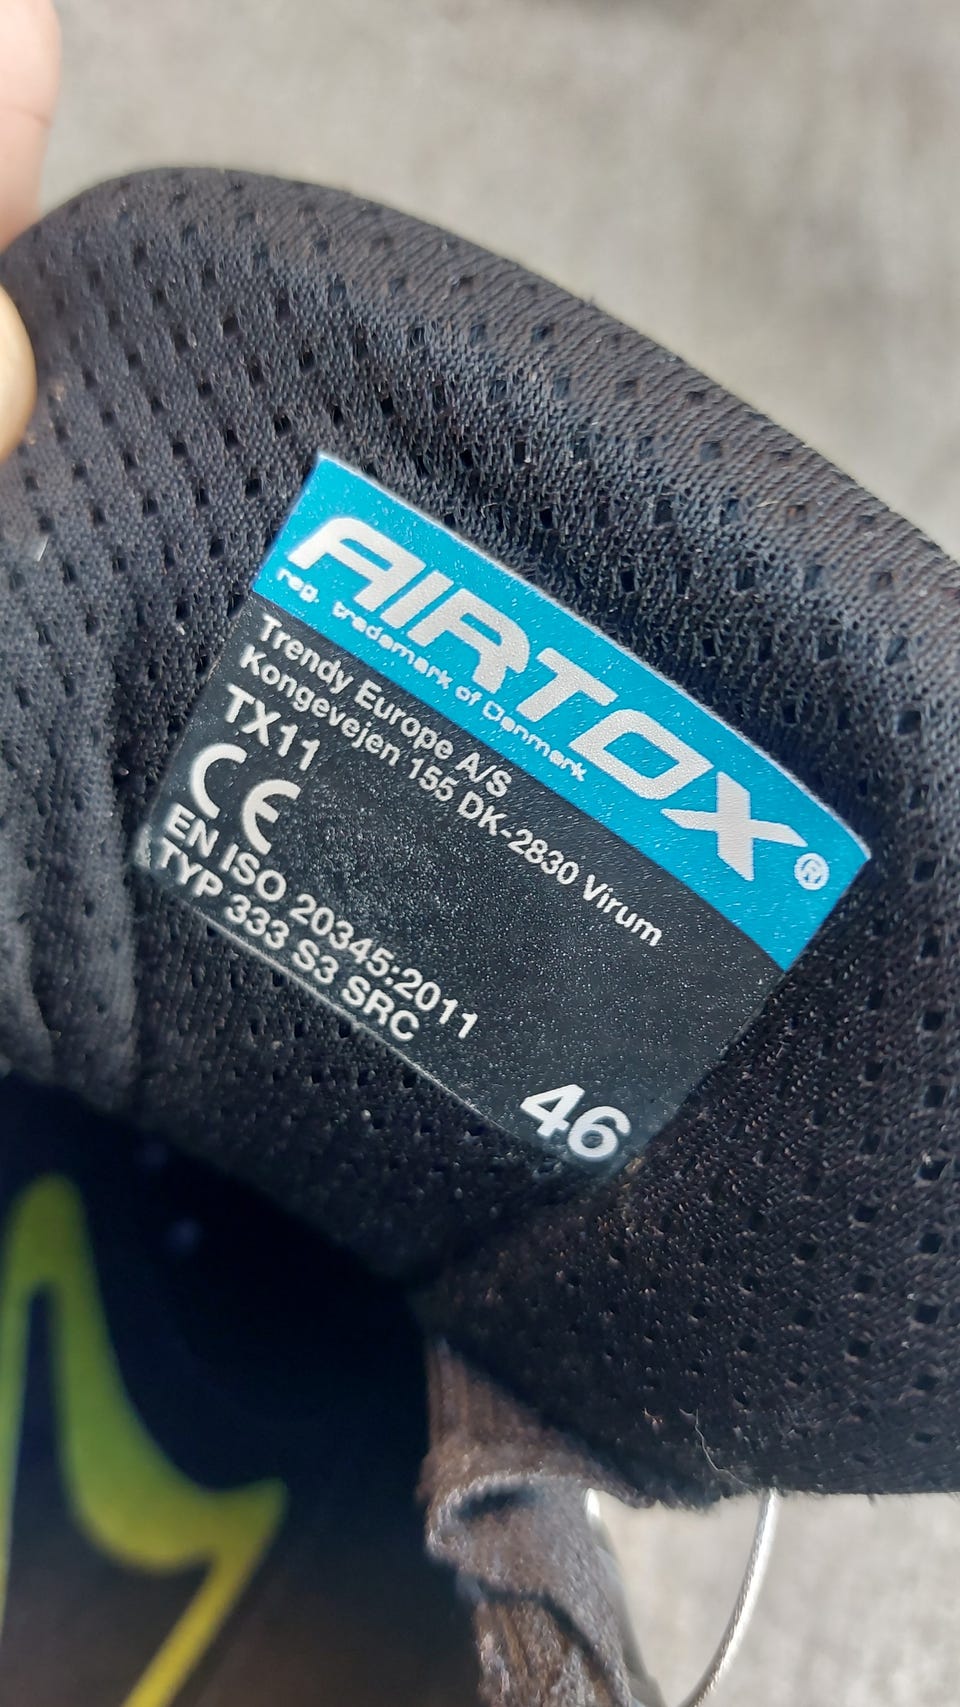 AIRTOX®
reg. trademark of Denmark
Trendy Europe A/S
Kongevejen 155 DK-2830 Virum
TX11
CE
EN ISO 20345:2011
TYP 333 S3 SRC
46